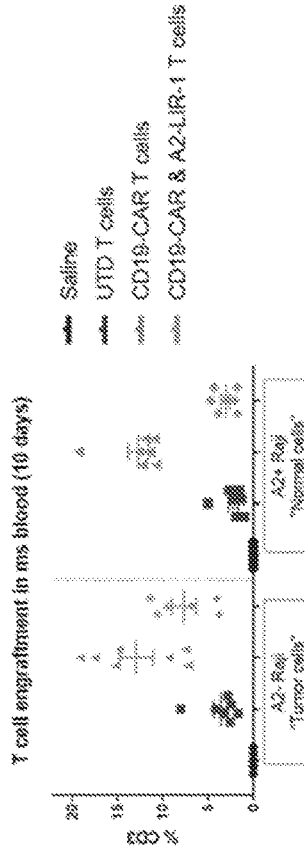 T cell engraftment in ms blood (10 days)
20
15
10
5
0
A2- Raji
"Tumor cells"
A2+ Raji
"Normal cells"
Saline
UTD T cells
CD19-CAR T cells
CD19-CAR & A2-LIR-1 T cells